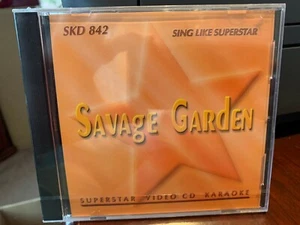 SKD 842 SING LIKE SUPERSTAR
SAVAGE GARDEN
SUPERSTAR VIDEO CD KARAOKE